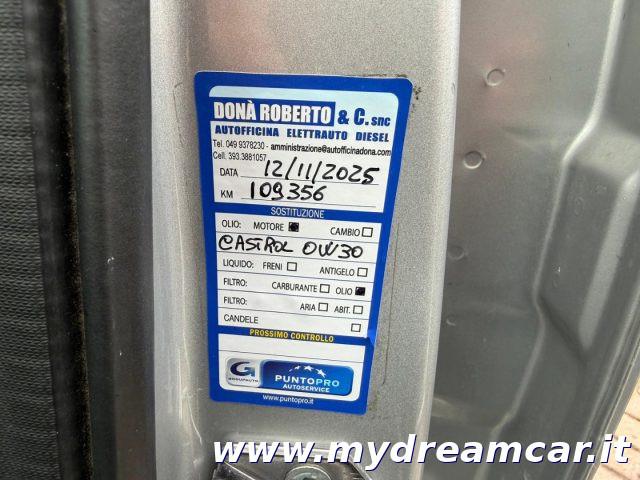 DONÀ ROBERTO & C. snc
AUTOFFICINA ELETTRAUTO DIESEL
Tel. 049 9378230 - amministrazione@autofficinadona.com
Cell. 393.3881057
DATA 12/11/2025
KM 109356
SOSTITUZIONE
OLIO: MOTORE CAMBIO
CASTROL 0W30
LIQUIDO: FRENI ANTIGELO
FILTRO: CARBURANTE OLIO
FILTRO: ARIA ABIT.
CANDELE
PROSSIMO CONTROLLO
G PUNTOPRO
GROUPAUTO AUTOSERVICE
www.puntopro.it
www.mydreamcar.it